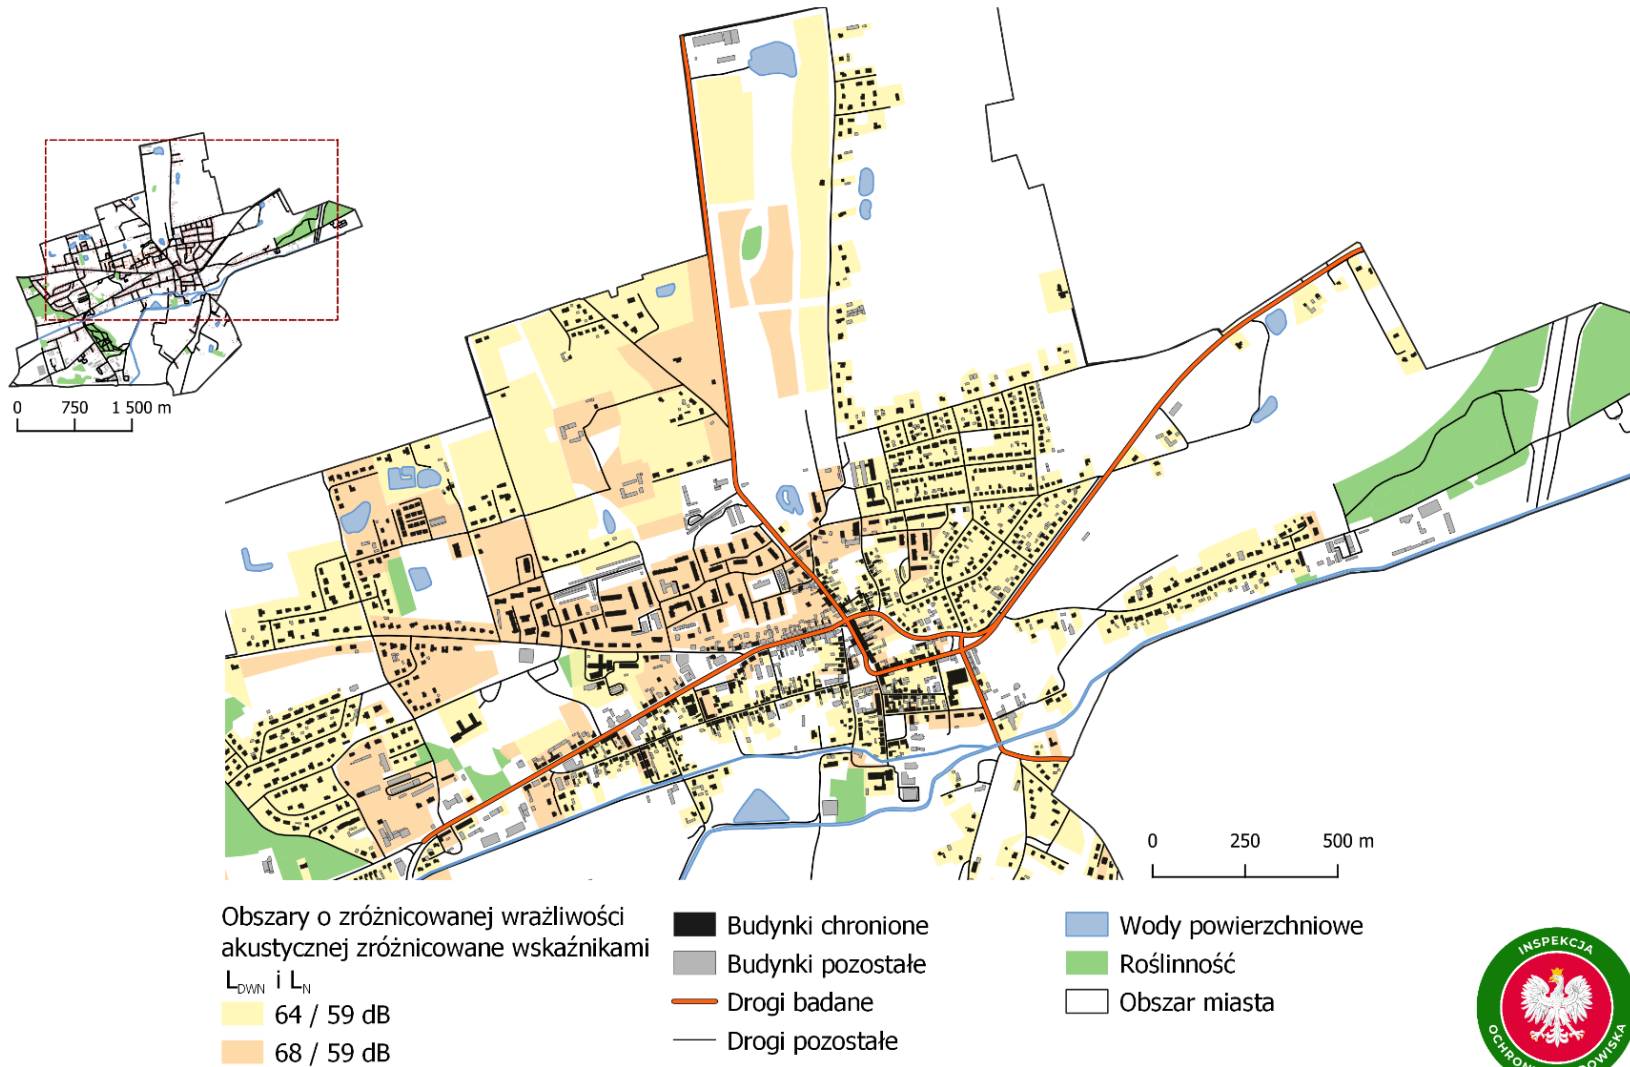 0 750 1 500 m
0 250 500 m
Obszary o zróżnicowanej wrażliwości
akustycznej zróżnicowane wskaźnikami
LDWN i LN
64 / 59 dB
68 / 59 dB
Budynki chronione
Budynki pozostałe
Drogi badane
Drogi pozostałe
Wody powierzchniowe
Roślinność
Obszar miasta
INSPEKCJA